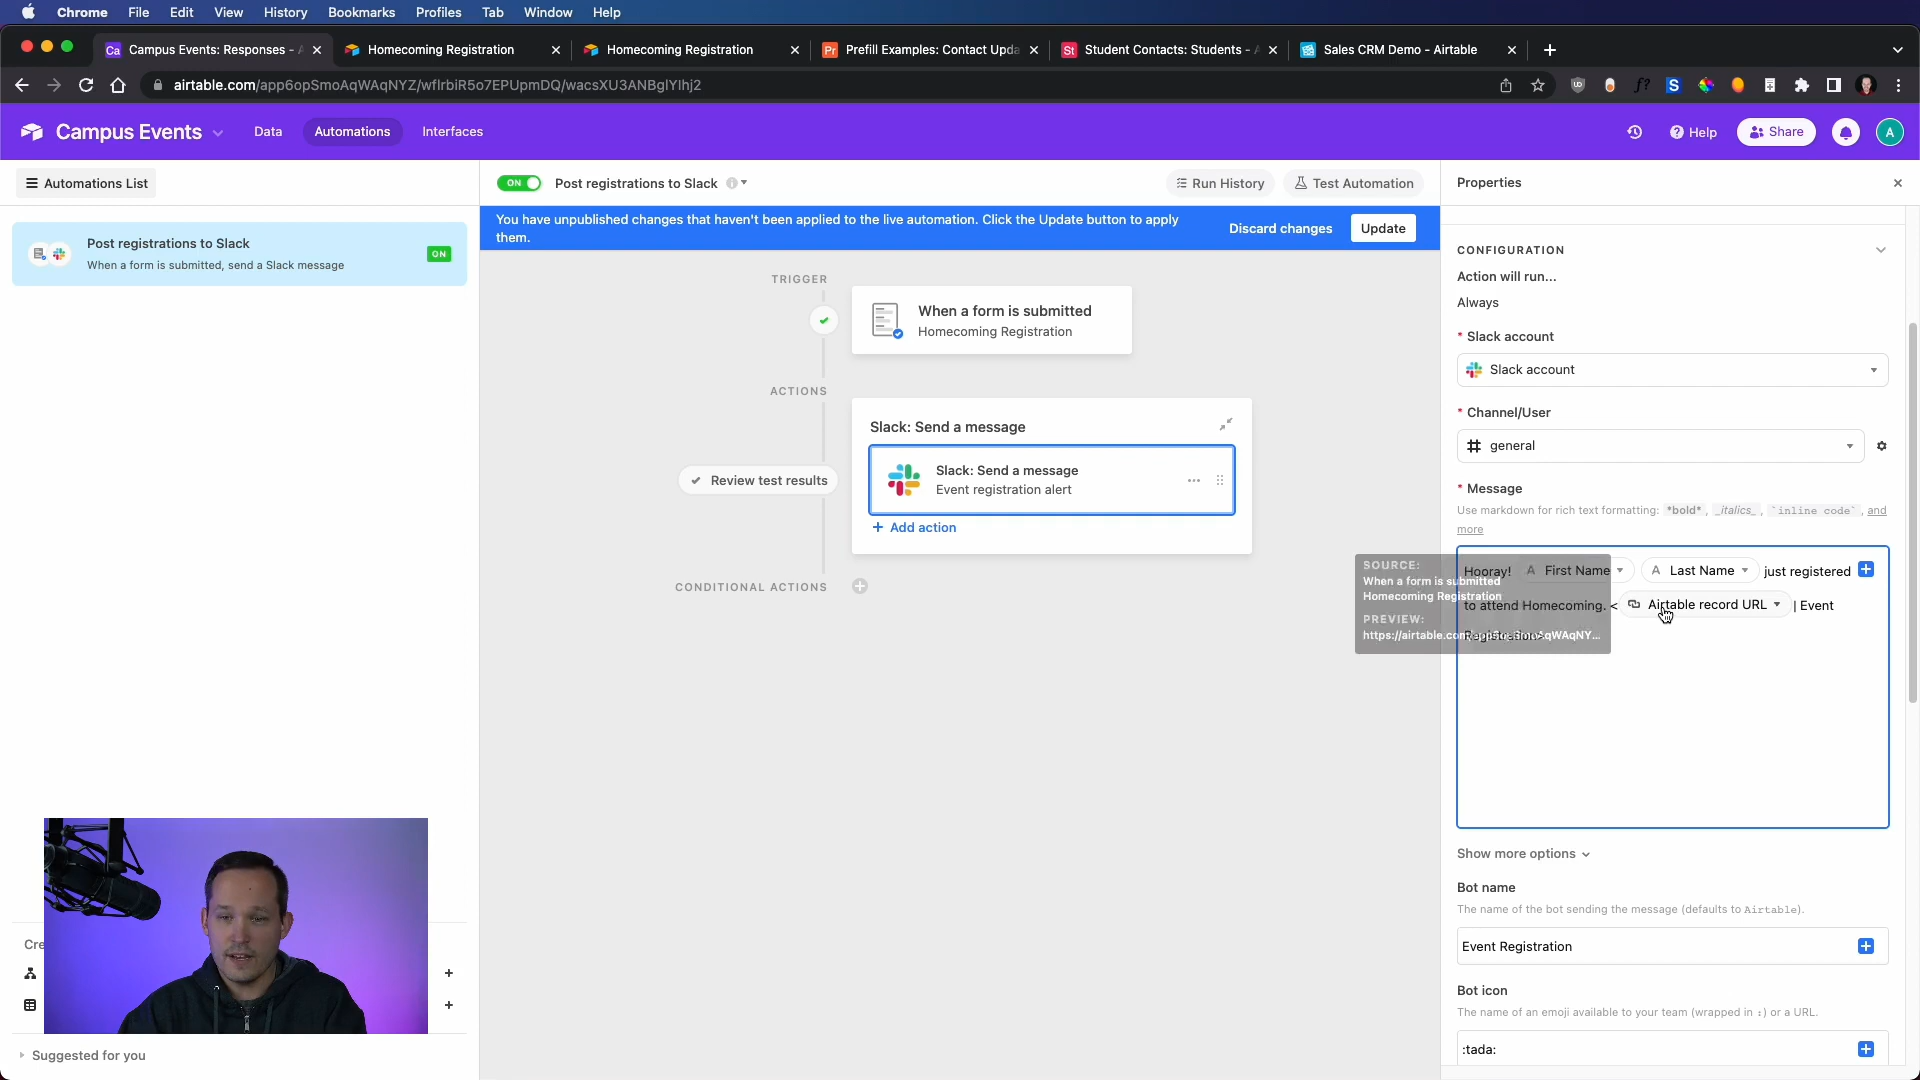 Chrome File Edit View History Bookmarks Profiles Tab Window Help
Ca Campus Events: Responses - A
Homecoming Registration
Homecoming Registration
Pr Prefill Examples: Contact Upda
St Student Contacts: Students - A
Sales CRM Demo - Airtable
airtable.com/app6opSmoAqWAqNYZ/wflrbiR5o7EPUpmDQ/wacsXU3ANBglYlhj2
Campus Events
Data
Automations
Interfaces
Help
Share
A
Automations List
ON
Post registrations to Slack
Run History
Test Automation
Properties
Post registrations to Slack
When a form is submitted, send a Slack message
ON
You have unpublished changes that haven't been applied to the live automation. Click the Update button to apply
them.
Discard changes
Update
TRIGGER
When a form is submitted
Homecoming Registration
ACTIONS
Slack: Send a message
Slack: Send a message
Event registration alert
Review test results
+ Add action
CONDITIONAL ACTIONS
CONFIGURATION
Action will run...
Always
* Slack account
Slack account
* Channel/User
general
* Message
Use markdown for rich text formatting: *bold*, _italics_, `inline code`, and
more
Hooray! A First Name A Last Name just registered
to attend Homecoming. < Airtable record URL | Event
SOURCE:
When a form is submitted
Homecoming Registration
PREVIEW:
Show more options
Bot name
The name of the bot sending the message (defaults to Airtable).
Event Registration
Bot icon
The name of an emoji available to your team (wrapped in :) or a URL.
:tada:
Cre
Suggested for you